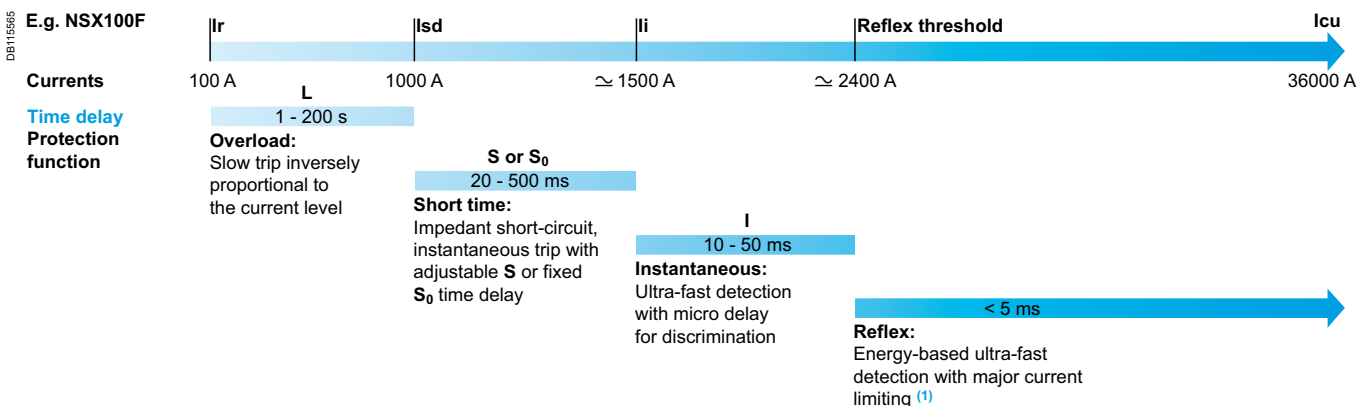 DB115565
E.g. NSX100F
Ir
Isd
Ii
Reflex threshold
Icu
Currents
100 A
1000 A
≃ 1500 A
≃ 2400 A
36000 A
Time delay
L
1 - 200 s
Protection
function
Overload:
Slow trip inversely
proportional to
the current level
S or S₀
20 - 500 ms
Short time:
Impedant short-circuit,
instantaneous trip with
adjustable S or fixed
S₀ time delay
I
10 - 50 ms
Instantaneous:
Ultra-fast detection
with micro delay
for discrimination
< 5 ms
Reflex:
Energy-based ultra-fast
detection with major current
limiting (1)